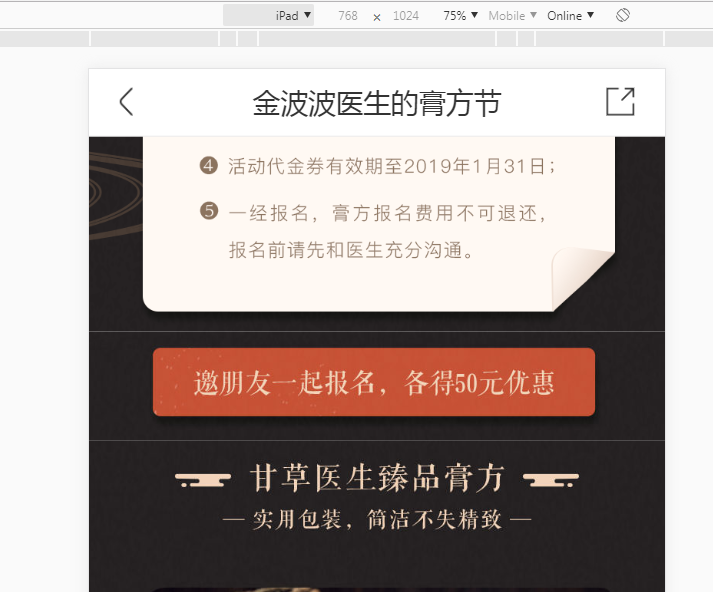 iPad ▼ 768 × 1024 75% ▼ Mobile ▼ Online ▼
金波波医生的膏方节
❹ 活动代金券有效期至2019年1月31日；
❺ 一经报名，膏方报名费用不可退还，
报名前请先和医生充分沟通。
邀朋友一起报名，各得50元优惠
甘草医生臻品膏方
— 实用包装，简洁不失精致 —